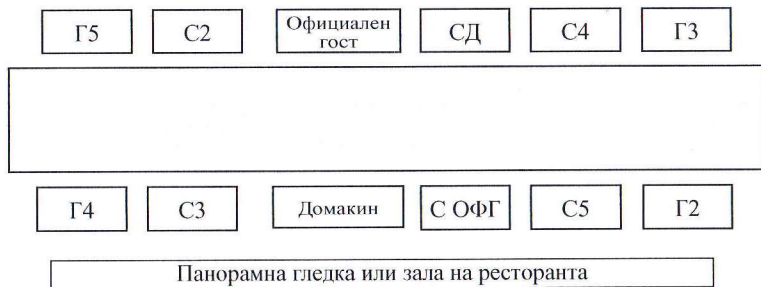 Г5 С2 Официален гост СД С4 Г3
Г4 С3 Домакин С ОФГ С5 Г2
Панорамна гледка или зала на ресторанта